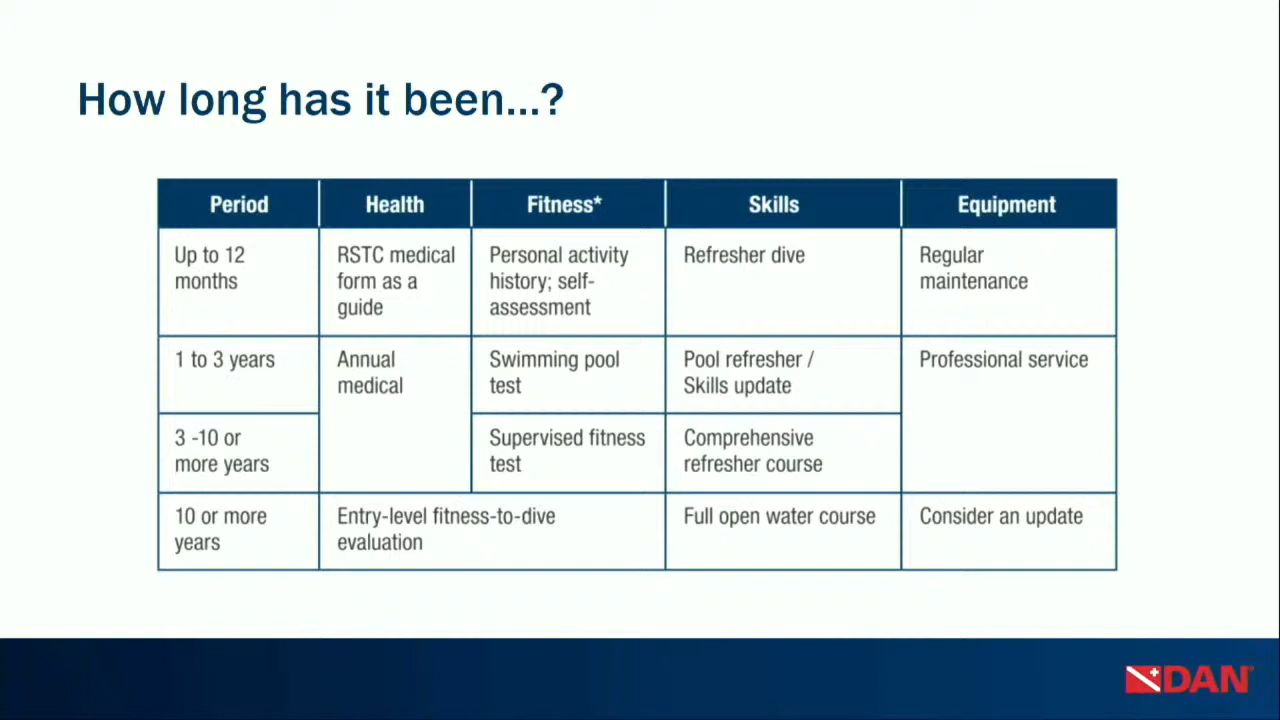 How long has it been...?
Period Health Fitness* Skills Equipment
Up to 12
months
RSTC medical
form as a
guide
Personal activity
history; self-
assessment
Refresher dive
Regular
maintenance
1 to 3 years
Annual
medical
Swimming pool
test
Pool refresher /
Skills update
Professional service
3 -10 or
more years
Supervised fitness
test
Comprehensive
refresher course
10 or more
years
Entry-level fitness-to-dive
evaluation
Full open water course
Consider an update
DAN